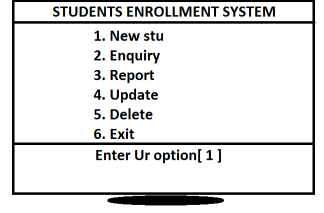 STUDENTS ENROLLMENT SYSTEM
1. New stu
2. Enquiry
3. Report
4. Update
5. Delete
6. Exit
Enter Ur option[ 1 ]